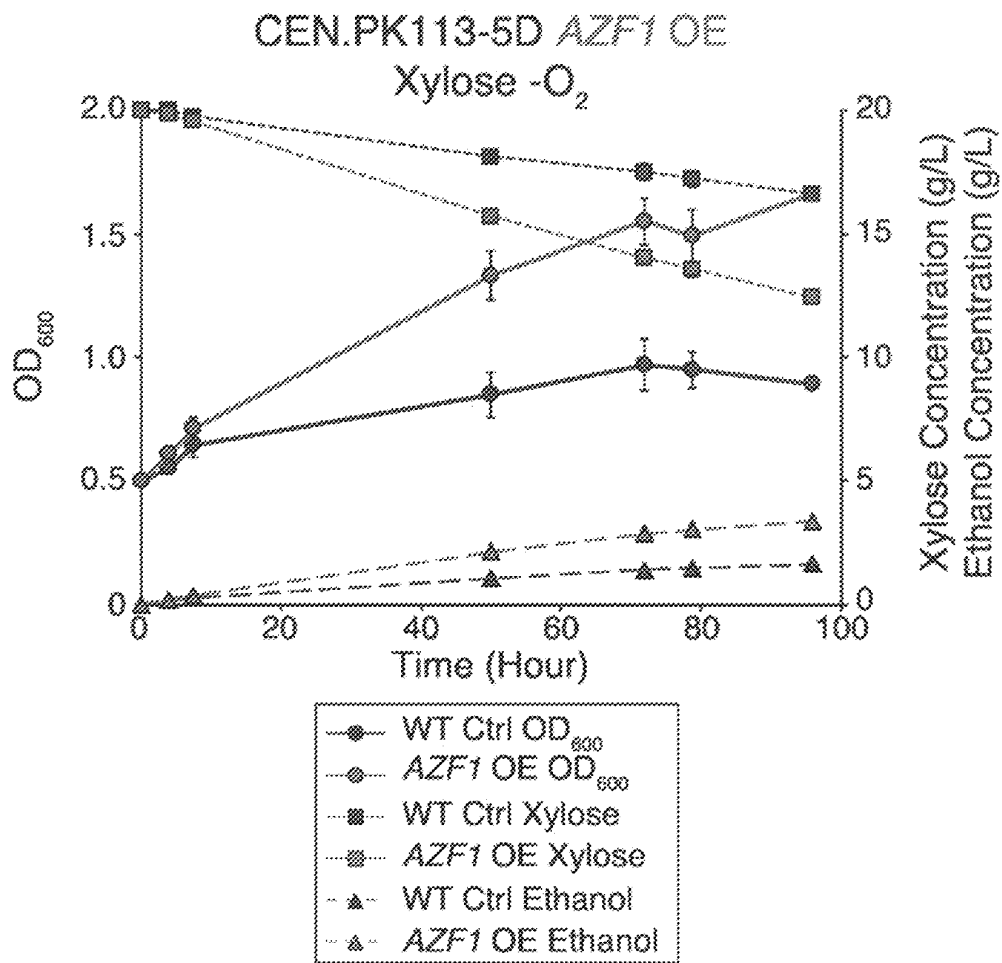 CEN.PK113-5D AZF1 OE
Xylose -O₂
2.0
1.5
1.0
0.5
0
OD₆₀₀
20
15
10
5
0
Xylose Concentration (g/L)
Ethanol Concentration (g/L)
0 20 40 60 80 100
Time (Hour)
WT Ctrl OD₆₀₀
AZF1 OE OD₆₀₀
WT Ctrl Xylose
AZF1 OE Xylose
WT Ctrl Ethanol
AZF1 OE Ethanol